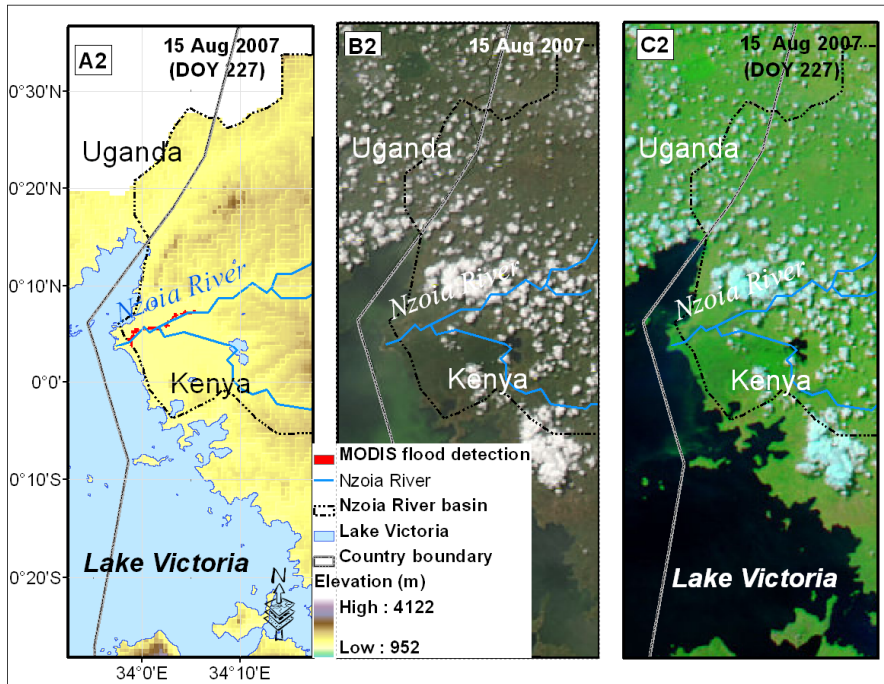 A2
15 Aug 2007
(DOY 227)
Uganda
Nzoia River
Kenya
Lake Victoria
N
0°30'N
0°20'N
0°10'N
0°0'
0°10'S
0°20'S
34°0'E
34°10'E
B2
15 Aug 2007
Uganda
Nzoia River
Kenya
MODIS flood detection
Nzoia River
Nzoia River basin
Lake Victoria
Country boundary
Elevation (m)
High : 4122
Low : 952
C2
15 Aug 2007
(DOY 227)
Uganda
Nzoia River
Kenya
Lake Victoria